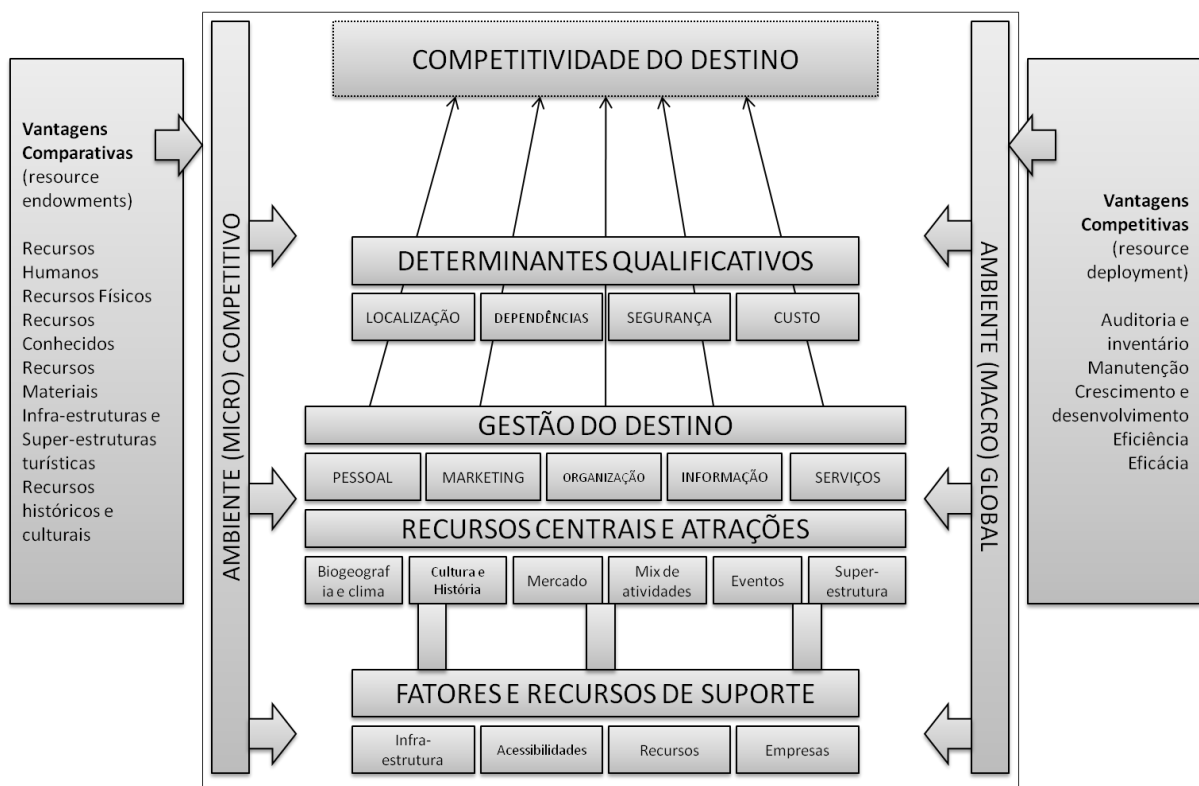 COMPETITIVIDADE DO DESTINO
Vantagens
Comparativas
(resource
endowments)
Recursos
Humanos
Recursos Físicos
Recursos
Conhecidos
Recursos
Materiais
Infra-estruturas e
Super-estruturas
turísticas
Recursos
históricos e
culturais
AMBIENTE (MICRO) COMPETITIVO
DETERMINANTES QUALIFICATIVOS
LOCALIZAÇÃO
DEPENDÊNCIAS
SEGURANÇA
CUSTO
GESTÃO DO DESTINO
PESSOAL
MARKETING
ORGANIZAÇÃO
INFORMAÇÃO
SERVIÇOS
RECURSOS CENTRAIS E ATRAÇÕES
Biogeograf
ia e clima
Cultura e
História
Mercado
Mix de
atividades
Eventos
Super-
estrutura
FATORES E RECURSOS DE SUPORTE
Infra-
estrutura
Acessibilidades
Recursos
Empresas
AMBIENTE (MACRO) GLOBAL
Vantagens
Competitivas
(resource
deployment)
Auditoria e
inventário
Manutenção
Crescimento e
desenvolvimento
Eficiência
Eficácia